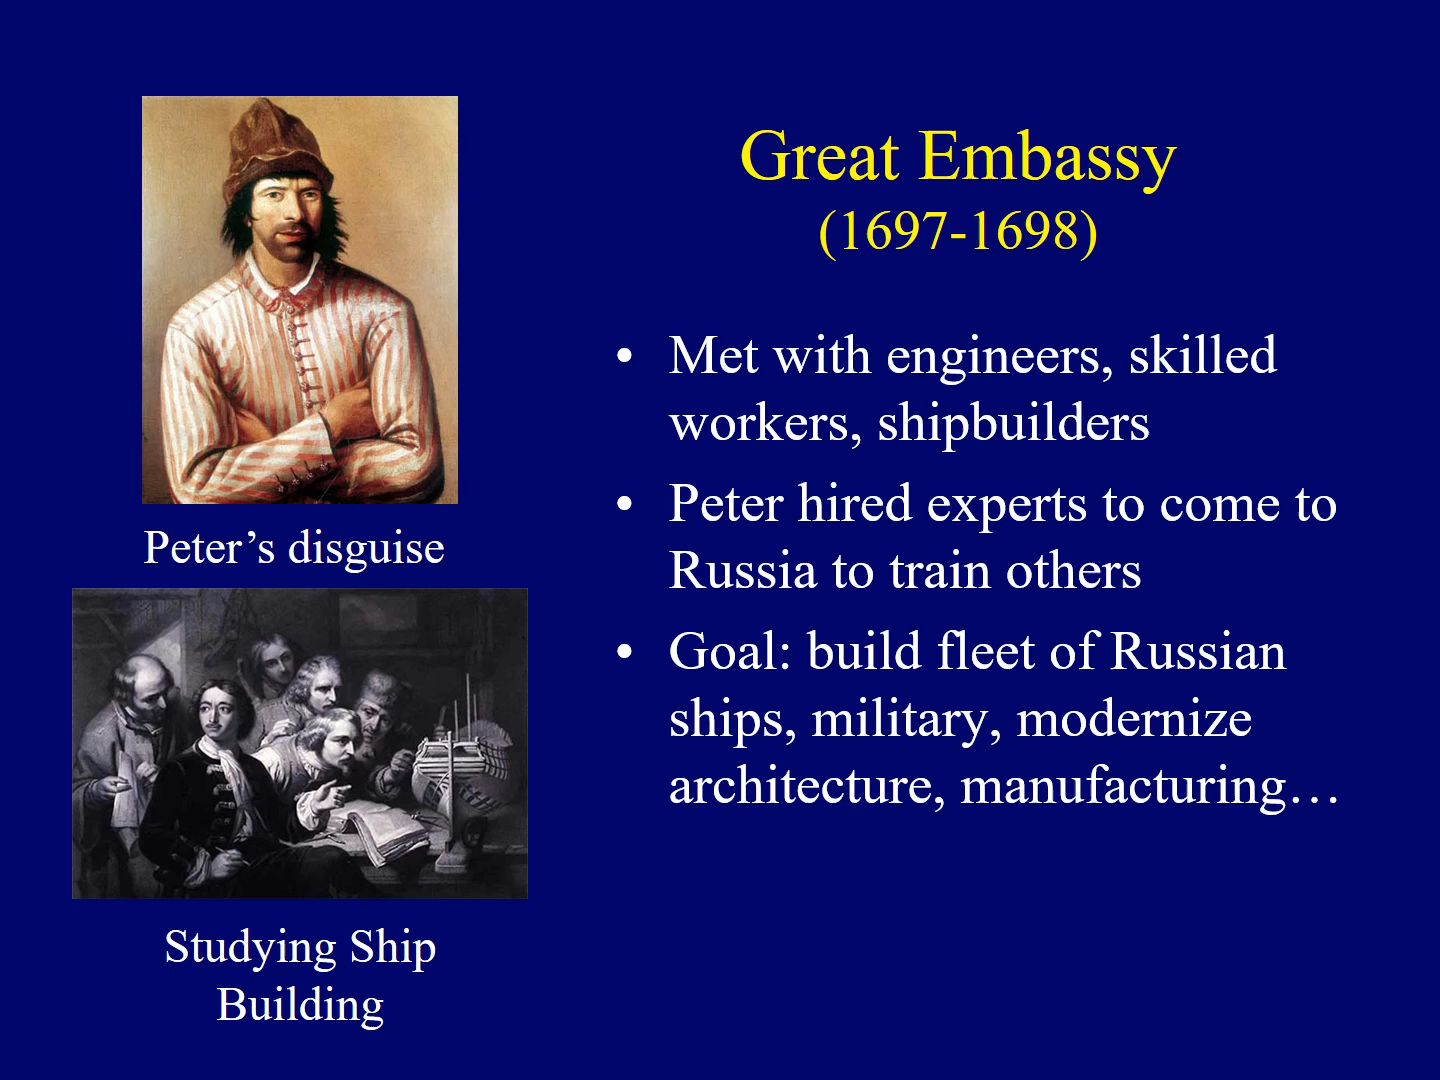 Great Embassy
(1697-1698)
• Met with engineers, skilled
workers, shipbuilders
• Peter hired experts to come to
Russia to train others
• Goal: build fleet of Russian
ships, military, modernize
architecture, manufacturing…
Peter’s disguise
Studying Ship
Building